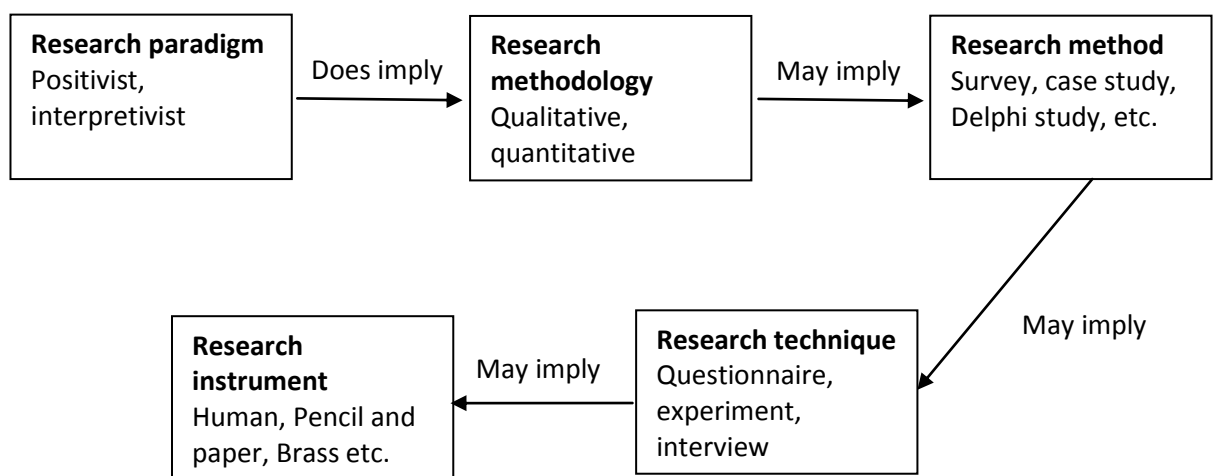 Research paradigm
Positivist,
interpretivist
Does imply
Research
methodology
Qualitative,
quantitative
May imply
Research method
Survey, case study,
Delphi study, etc.
May imply
Research technique
Questionnaire,
experiment,
interview
May imply
Research
instrument
Human, Pencil and
paper, Brass etc.